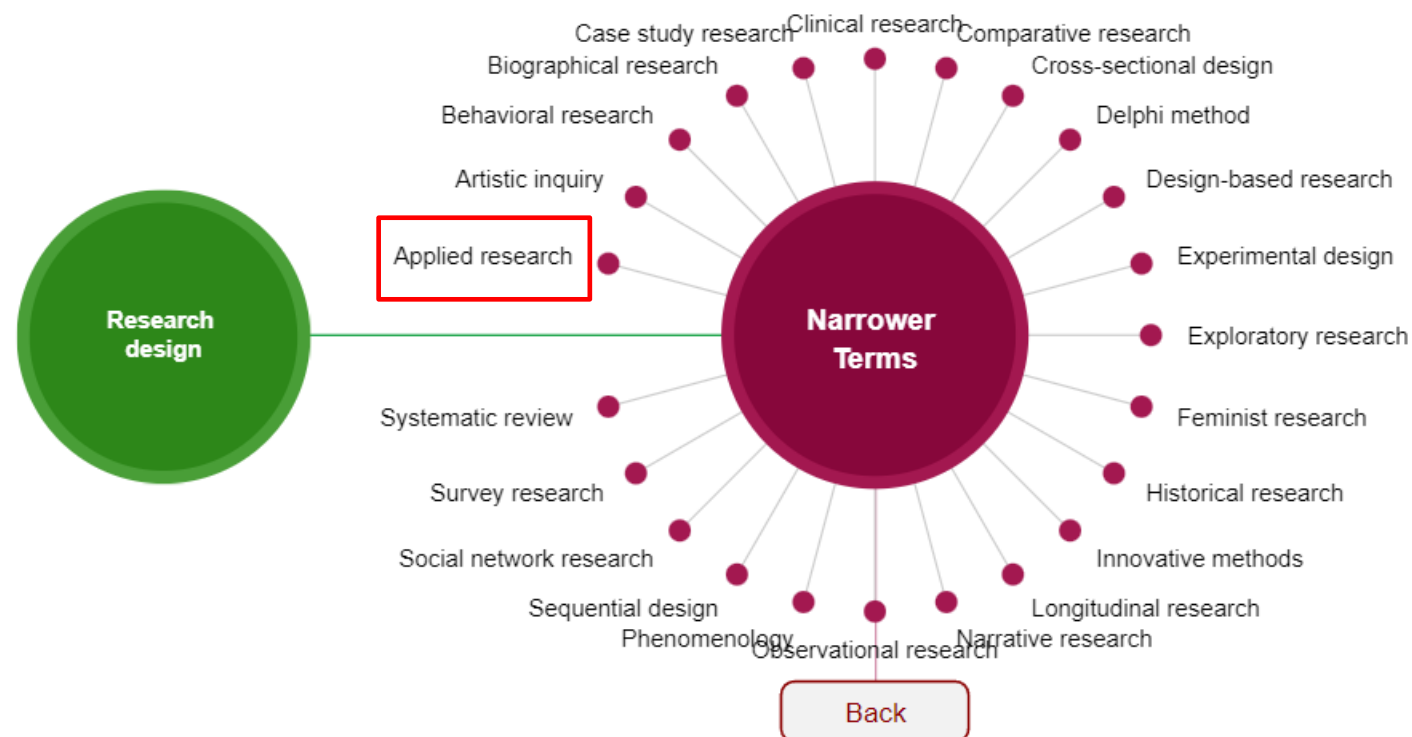 Clinical research
Case study research
Comparative research
Biographical research
Cross-sectional design
Behavioral research
Delphi method
Artistic inquiry
Design-based research
Applied research
Experimental design
Research
design
Narrower
Terms
Exploratory research
Systematic review
Feminist research
Survey research
Historical research
Social network research
Innovative methods
Sequential design
Longitudinal research
Phenomenology
Narrative research
Observational research
Back